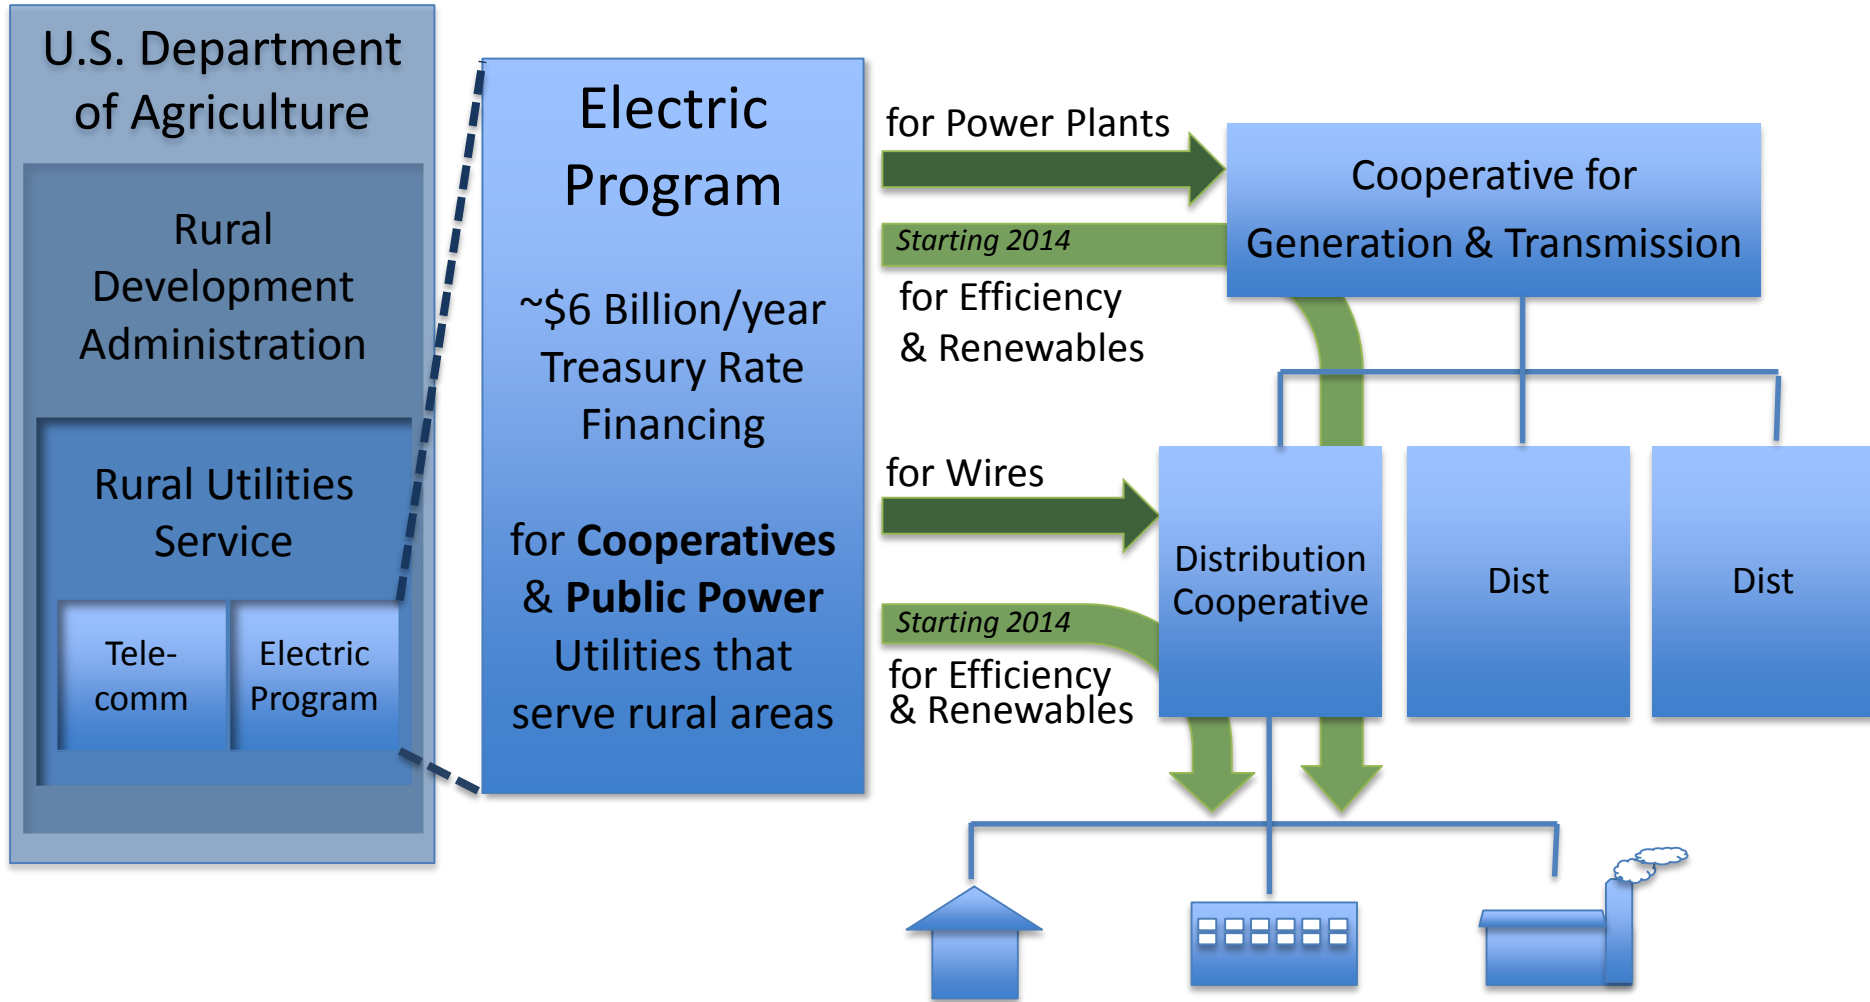 U.S. Department
of Agriculture
Rural
Development
Administration
Rural Utilities
Service
Tele-
comm
Electric
Program
Electric
Program
~$6 Billion/year
Treasury Rate
Financing
for Cooperatives
& Public Power
Utilities that
serve rural areas
for Power Plants
Starting 2014
for Efficiency
& Renewables
for Wires
Starting 2014
for Efficiency
& Renewables
Cooperative for
Generation & Transmission
Distribution
Cooperative
Dist
Dist